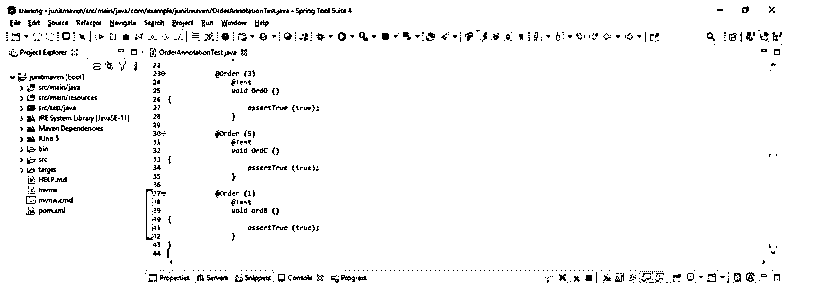 training - junitmaven/src/main/java/com/example/junitmaven/OrderAnnotationTest.java - Spring Tool Suite 4
File Edit Source Refactor Navigate Search Project Run Window Help
Project Explorer
OrderAnnotationTest.java
junitmaven [boot]
src/main/java
src/main/resources
src/test/java
JRE System Library [JavaSE-11]
Maven Dependencies
JUnit 5
bin
src
target
HELP.md
mvnw
mvnw.cmd
pom.xml
22
23 @Order (3)
24 @Test
25 void OrdD ()
26 {
27 assertTrue (true);
28 }
29
30 @Order (5)
31 @Test
32 void OrdC ()
33 {
34 assertTrue (true);
35 }
36
37 @Order (1)
38 @Test
39 void ordB ()
40 {
41 assertTrue (true);
42 }
43 }
44
Properties Servers Snippets Console Progress